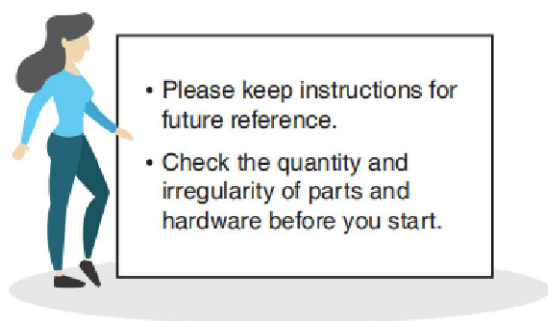 • Please keep instructions for
future reference.
• Check the quantity and
irregularity of parts and
hardware before you start.